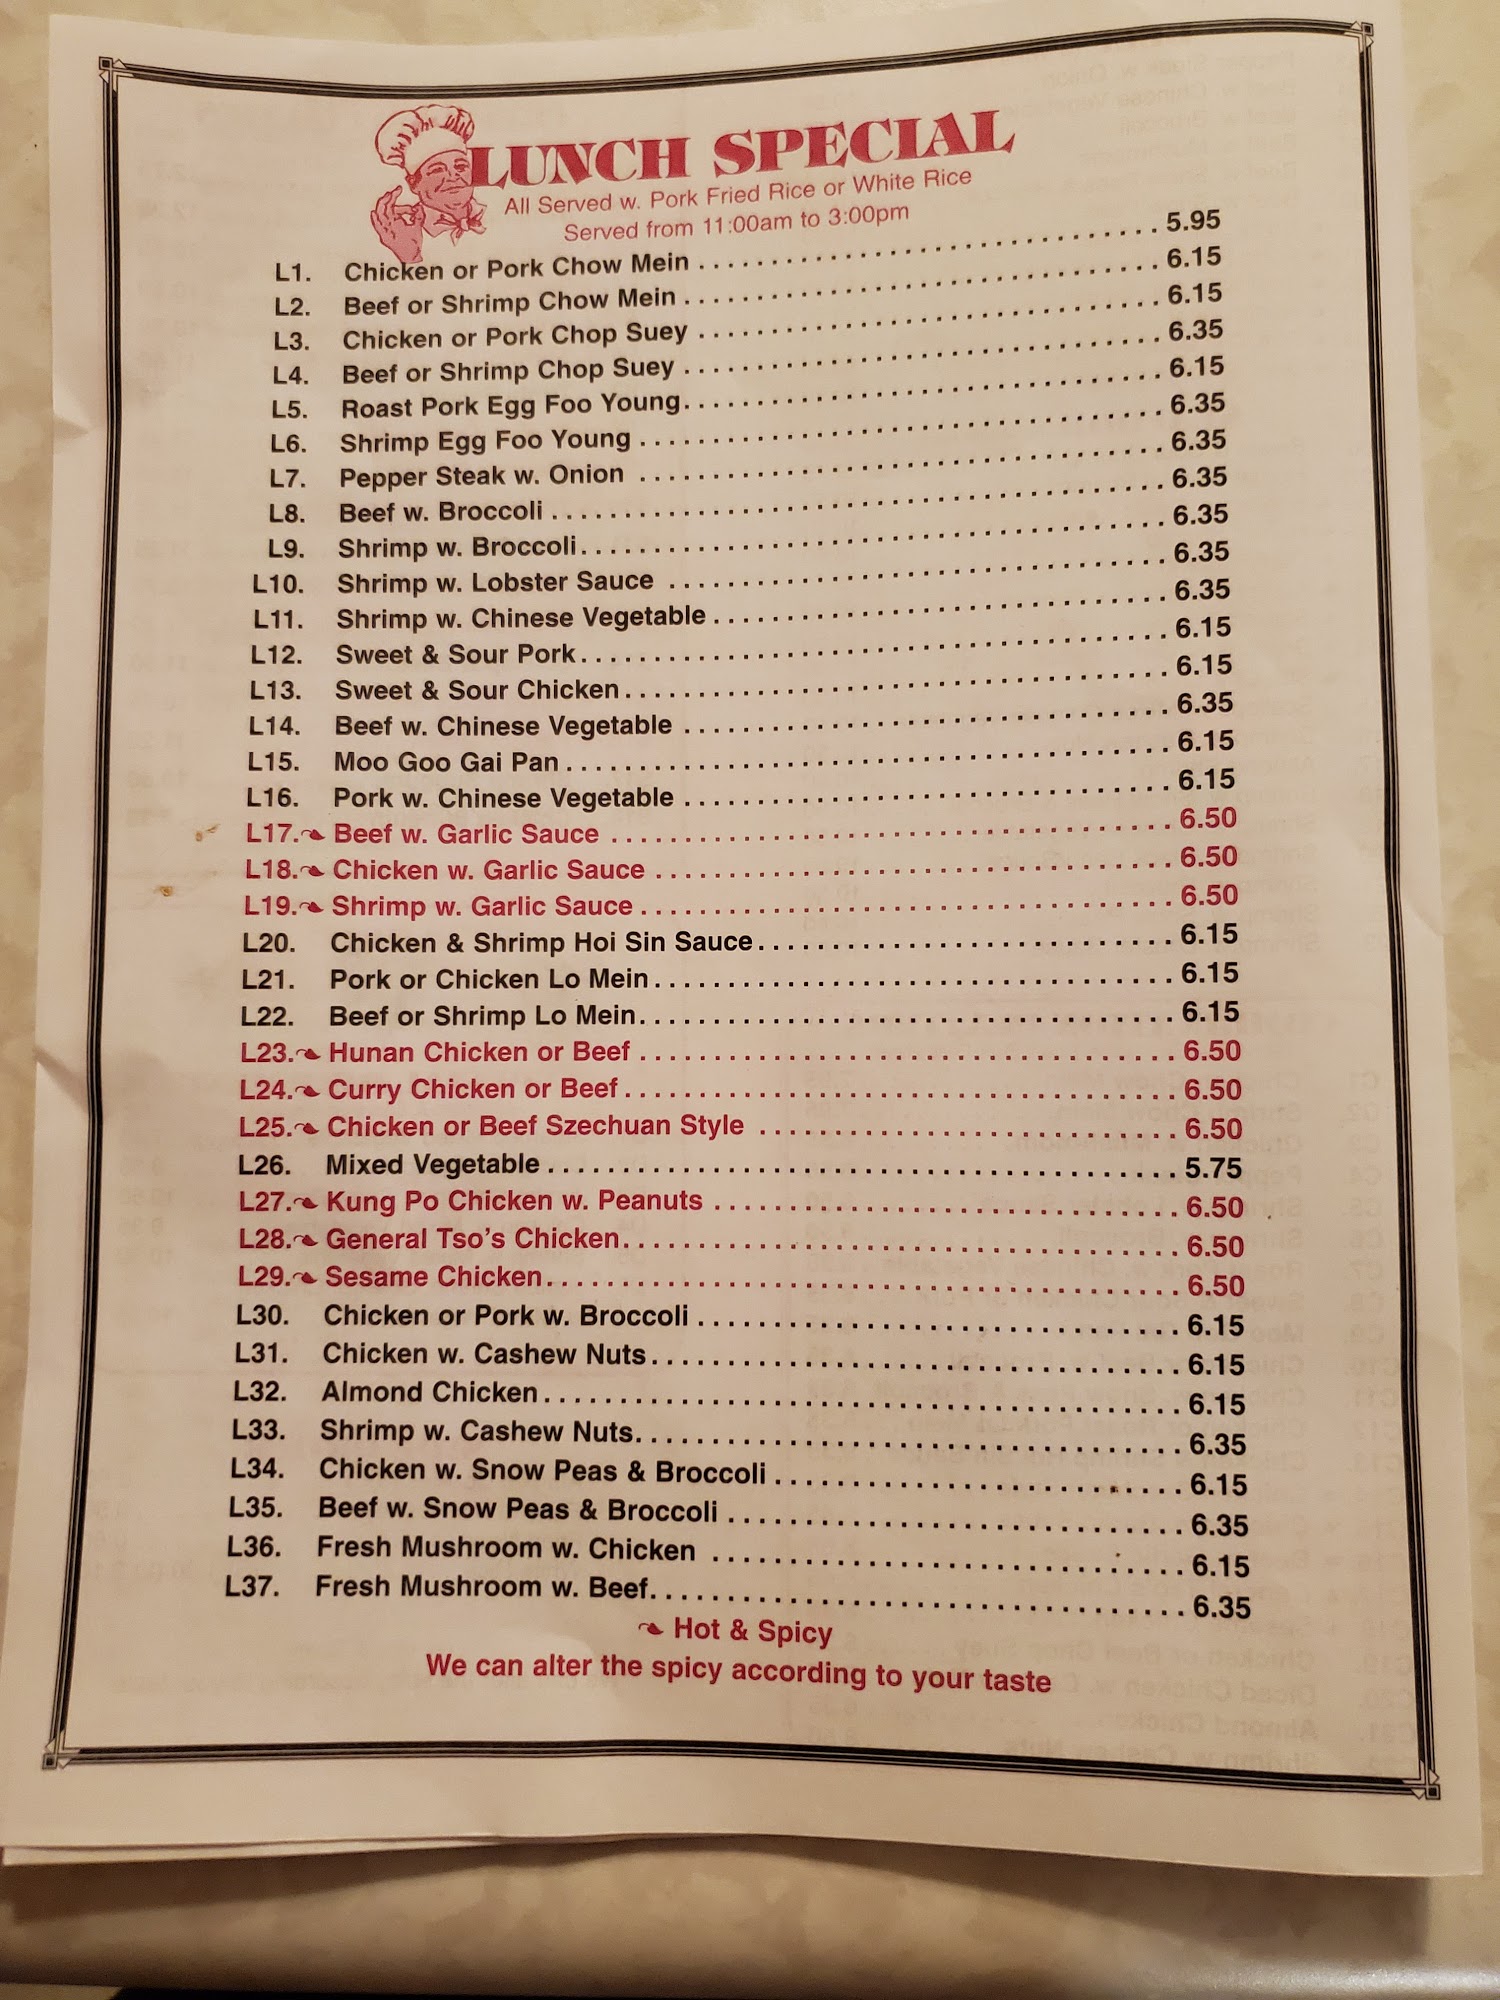 LUNCH SPECIAL
All Served w. Pork Fried Rice or White Rice
Served from 11:00am to 3:00pm
L1. Chicken or Pork Chow Mein 5.95
L2. Beef or Shrimp Chow Mein 6.15
L3. Chicken or Pork Chop Suey 6.15
L4. Beef or Shrimp Chop Suey 6.35
L5. Roast Pork Egg Foo Young 6.15
L6. Shrimp Egg Foo Young 6.35
L7. Pepper Steak w. Onion 6.35
L8. Beef w. Broccoli 6.35
L9. Shrimp w. Broccoli 6.35
L10. Shrimp w. Lobster Sauce 6.35
L11. Shrimp w. Chinese Vegetable 6.35
L12. Sweet & Sour Pork 6.15
L13. Sweet & Sour Chicken 6.15
L14. Beef w. Chinese Vegetable 6.35
L15. Moo Goo Gai Pan 6.15
L16. Pork w. Chinese Vegetable 6.15
L17. Beef w. Garlic Sauce 6.50
L18. Chicken w. Garlic Sauce 6.50
L19. Shrimp w. Garlic Sauce 6.50
L20. Chicken & Shrimp Hoi Sin Sauce 6.15
L21. Pork or Chicken Lo Mein 6.15
L22. Beef or Shrimp Lo Mein 6.15
L23. Hunan Chicken or Beef 6.50
L24. Curry Chicken or Beef 6.50
L25. Chicken or Beef Szechuan Style 6.50
L26. Mixed Vegetable 5.75
L27. Kung Po Chicken w. Peanuts 6.50
L28. General Tso's Chicken 6.50
L29. Sesame Chicken 6.50
L30. Chicken or Pork w. Broccoli 6.15
L31. Chicken w. Cashew Nuts 6.15
L32. Almond Chicken 6.15
L33. Shrimp w. Cashew Nuts 6.35
L34. Chicken w. Snow Peas & Broccoli 6.15
L35. Beef w. Snow Peas & Broccoli 6.35
L36. Fresh Mushroom w. Chicken 6.15
L37. Fresh Mushroom w. Beef 6.35
Hot & Spicy
We can alter the spicy according to your taste